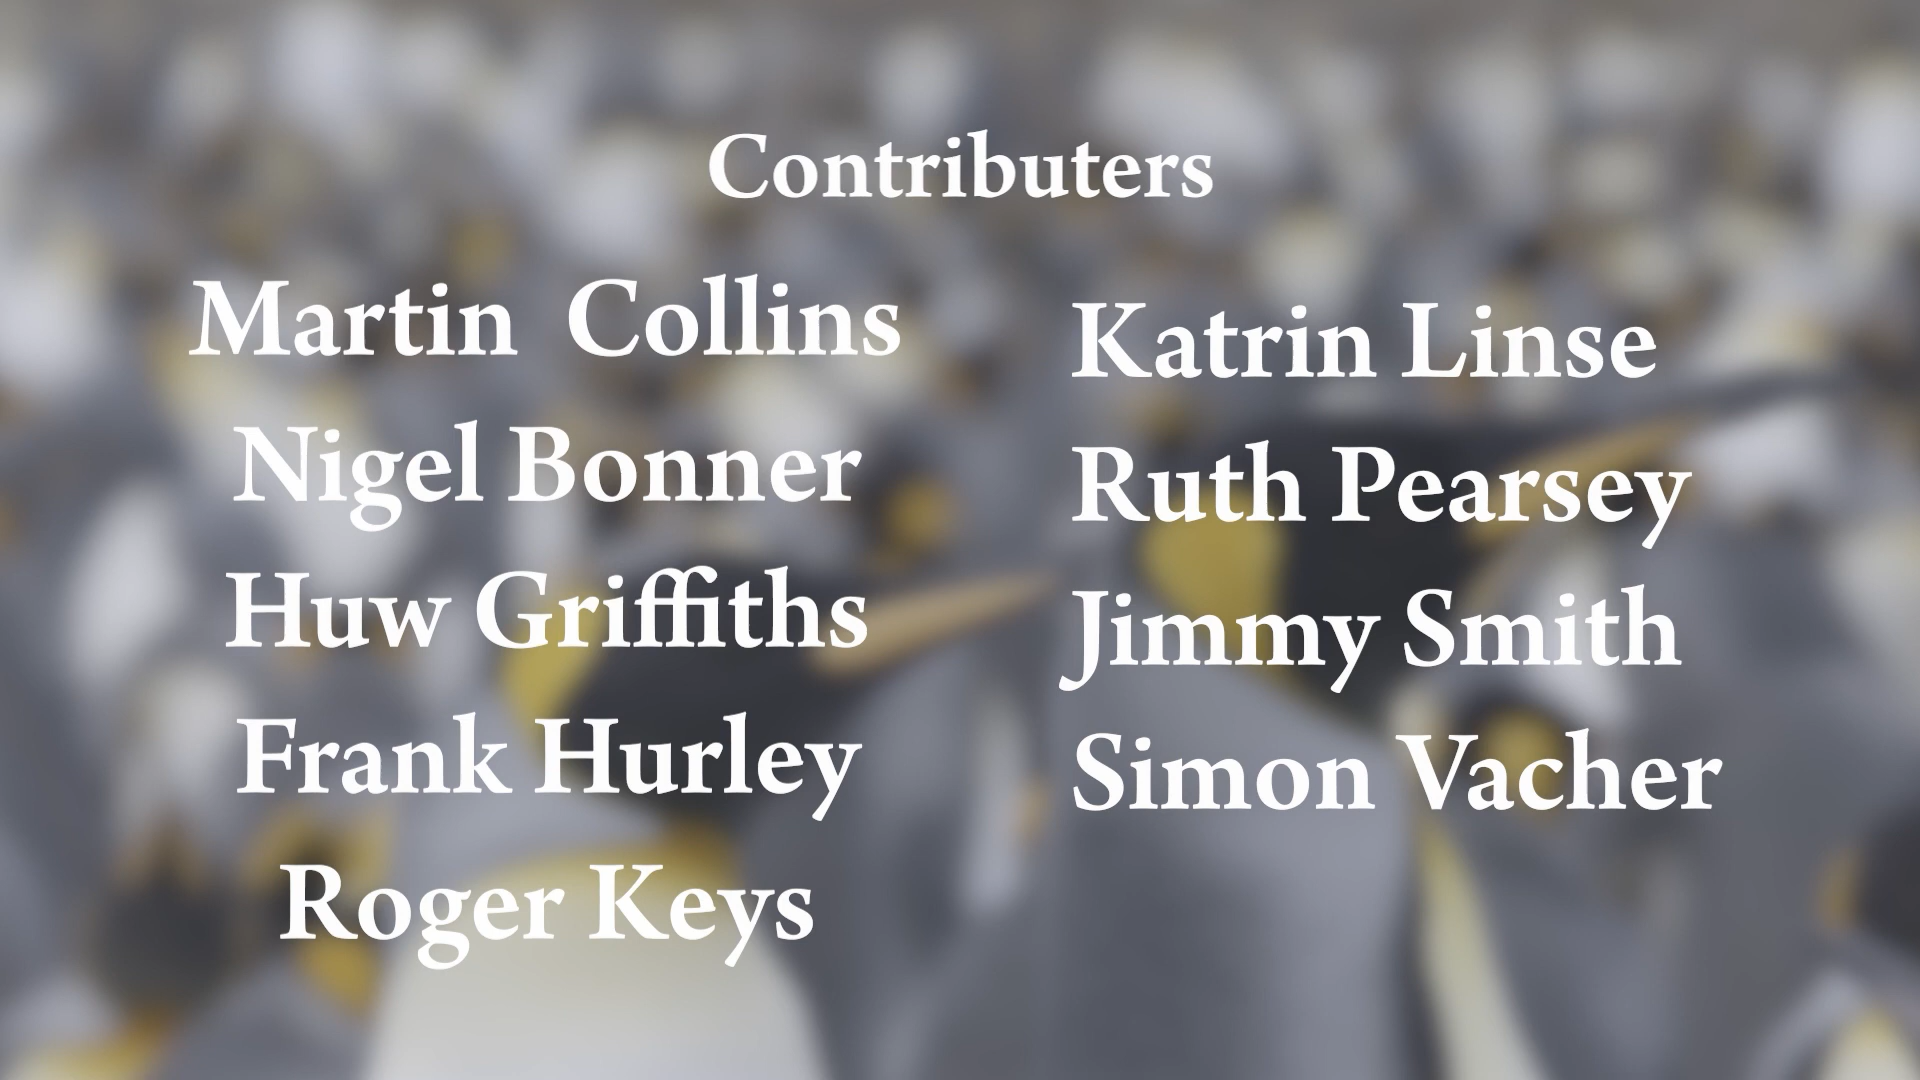 Contributers
Martin  Collins
Nigel Bonner
Huw Griffiths
Frank Hurley
Roger Keys
Katrin Linse
Ruth Pearsey
Jimmy Smith
Simon Vacher